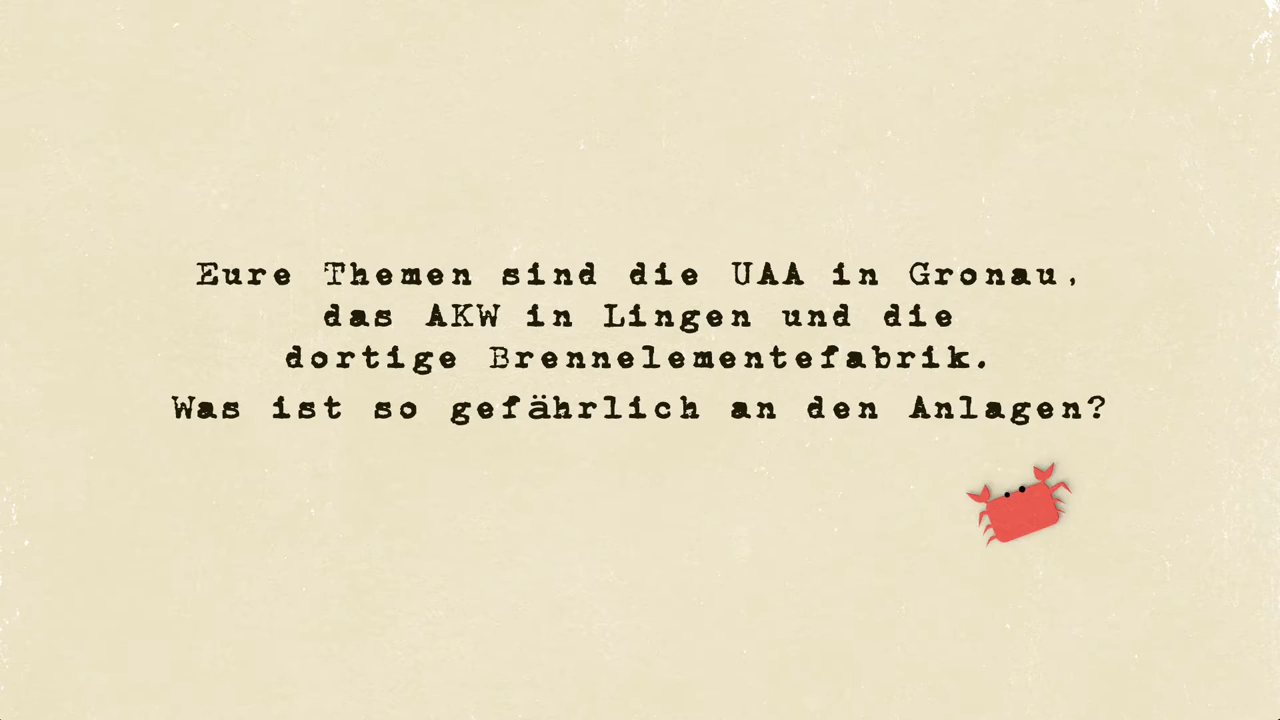 Eure Themen sind die UAA in Gronau,
das AKW in Lingen und die
dortige Brennelementefabrik.
Was ist so gefährlich an den Anlagen?